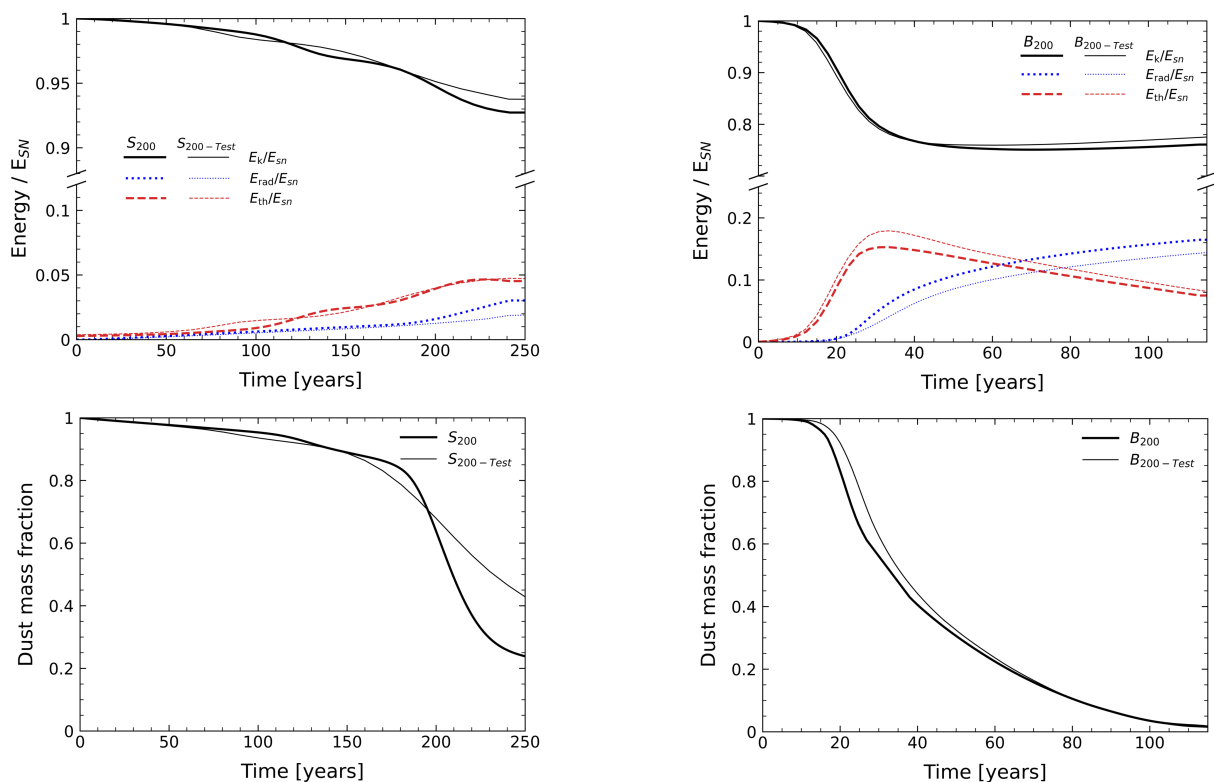 1
0.95
0.9
0.1
0.05
0
Energy / E_SN
S_200 S_200-Test
E_k/E_sn
E_rad/E_sn
E_th/E_sn
0 50 100 150 200 250
Time [years]
1
0.9
0.8
0.2
0.1
0
Energy / E_SN
B_200 B_200-Test
E_k/E_sn
E_rad/E_sn
E_th/E_sn
0 20 40 60 80 100
Time [years]
1
0.8
0.6
0.4
0.2
0
Dust mass fraction
S_200
S_200-Test
0 50 100 150 200 250
Time [years]
1
0.8
0.6
0.4
0.2
0
Dust mass fraction
B_200
B_200-Test
0 20 40 60 80 100
Time [years]